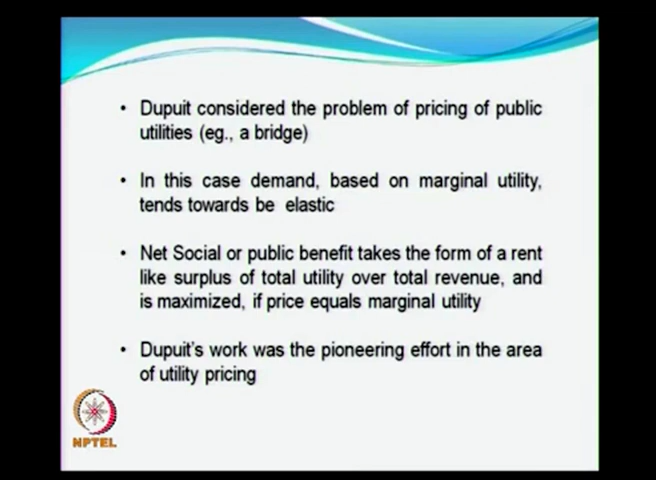 • Dupuit considered the problem of pricing of public
utilities (eg., a bridge)
• In this case demand, based on marginal utility,
tends towards be elastic
• Net Social or public benefit takes the form of a rent
like surplus of total utility over total revenue, and
is maximized, if price equals marginal utility
• Dupuit's work was the pioneering effort in the area
of utility pricing
NPTEL